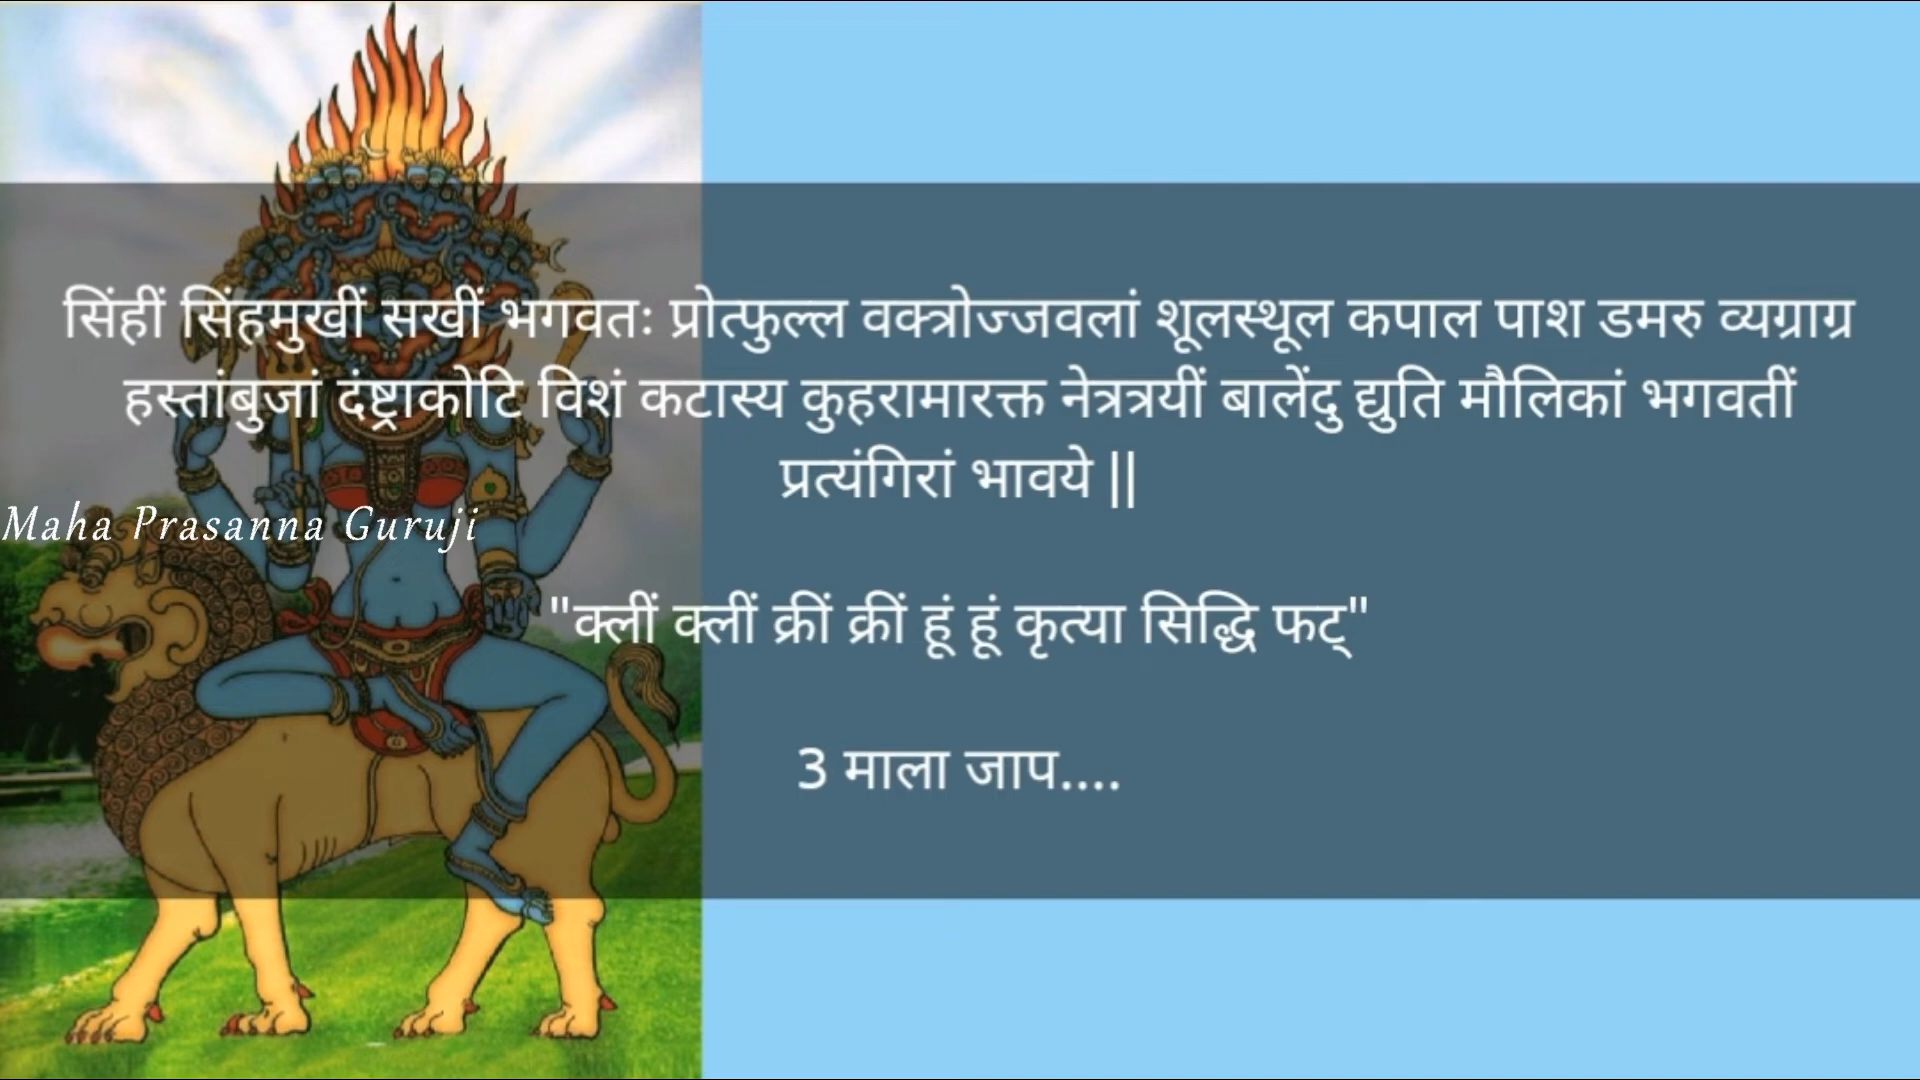 सिंहीं सिंहमुखीं सखीं भगवतः प्रोत्फुल्ल वक्त्रोज्जवलां शूलस्थूल कपाल पाश डमरु व्यग्राग्र
हस्तांबुजां दंष्ट्राकोटि विशं कटास्य कुहरामारक्त नेत्रत्रयीं बालेंदु द्युति मौलिकां भगवतीं
प्रत्यंगिरां भावये ||
Maha Prasanna Guruji
"क्लीं क्लीं क्रीं क्रीं हूं हूं कृत्या सिद्धि फट्"
3 माला जाप....